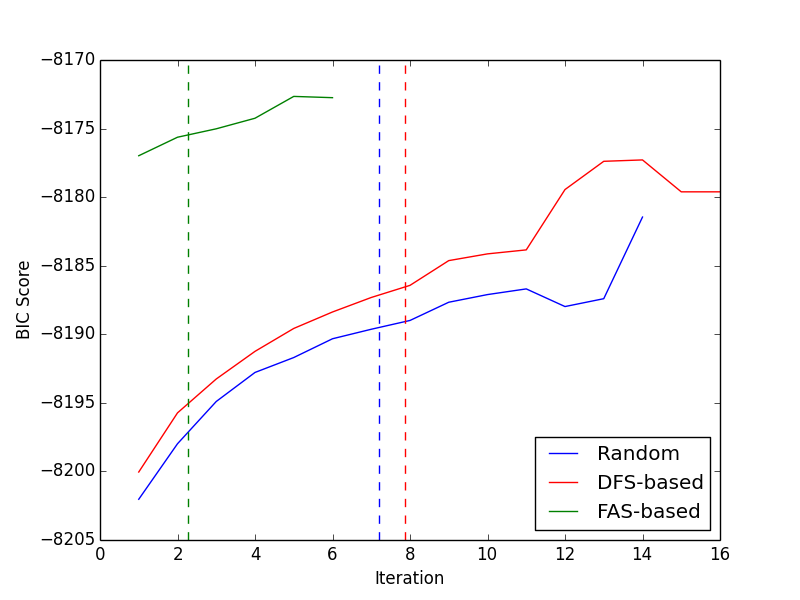 −8170
−8175
−8180
−8185
−8190
−8195
−8200
−8205
BIC Score
0 2 4 6 8 10 12 14 16
Iteration
Random
DFS-based
FAS-based